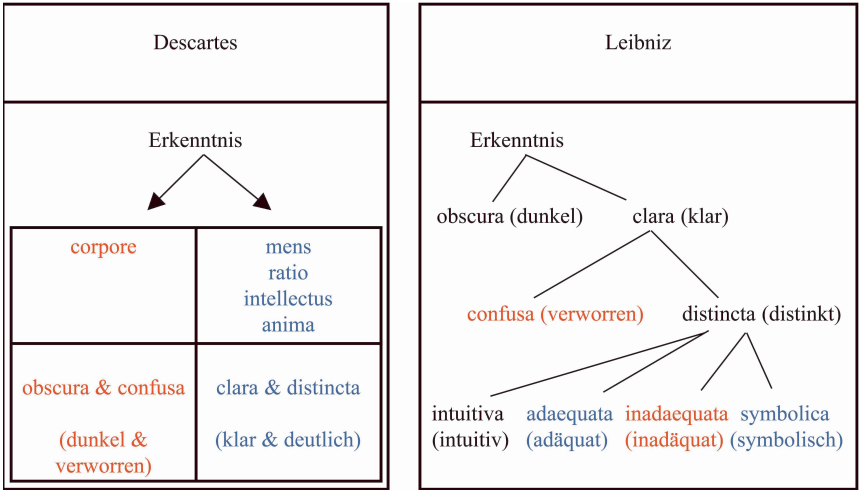 Descartes
Erkenntnis
corpore
mens
ratio
intellectus
anima
obscura & confusa
(dunkel &
verworren)
clara & distincta
(klar & deutlich)
Leibniz
Erkenntnis
obscura (dunkel)
clara (klar)
confusa (verworren)
distincta (distinkt)
intuitiva
(intuitiv)
adaequata
(adäquat)
inadaequata
(inadäquat)
symbolica
(symbolisch)